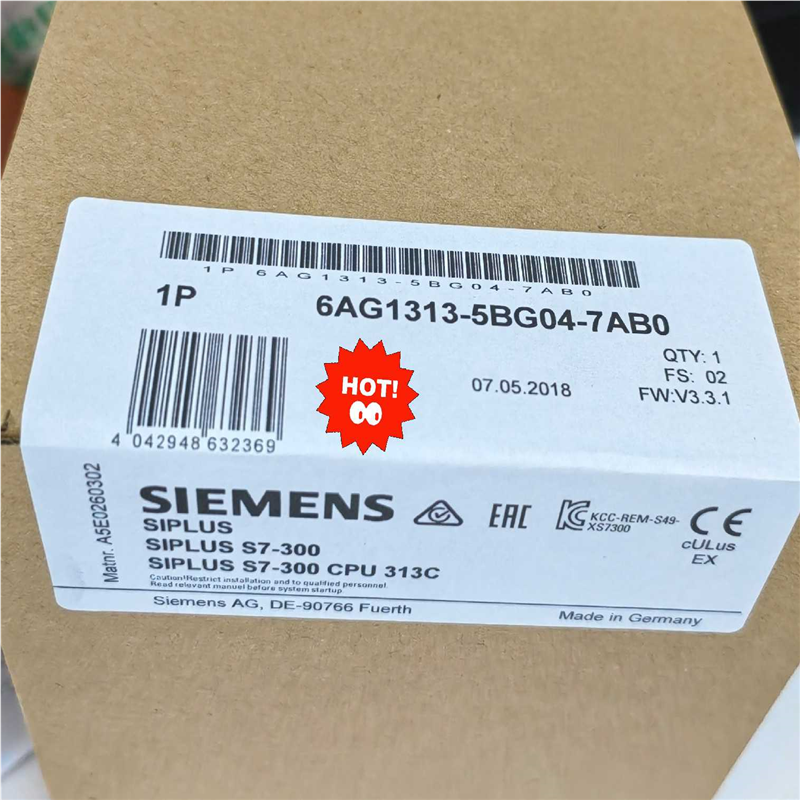 1P 6AG1313-5BG04-7AB0
1P 6AG1313-5BG04-7AB0
QTY: 1
FS: 02
FW:V3.3.1
07.05.2018
HOT!
4 042948 632369
Matnr. A5E0260302
SIEMENS
SIPLUS
SIPLUS S7-300
SIPLUS S7-300 CPU 313C
Caution!Restrict installation and to qualified personnel.
Read relevant manual before system startup.
Siemens AG, DE-90766 Fuerth
EAC
KCC-REM-S49-
XS7300
CE
cULus
EX
Made in Germany